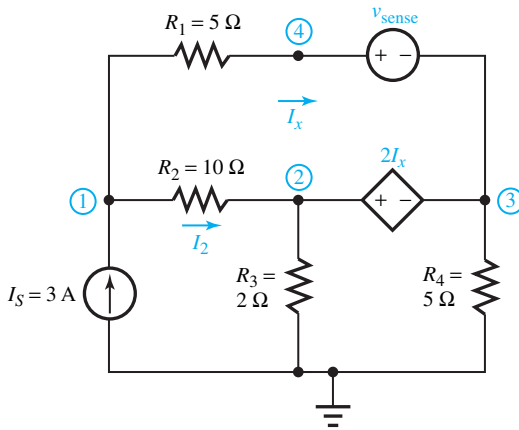 R1 = 5 Ω
4
vsense
+ −
Ix
R2 = 10 Ω
2
2Ix
1
+ −
3
I2
IS = 3 A
R3 =
2 Ω
R4 =
5 Ω